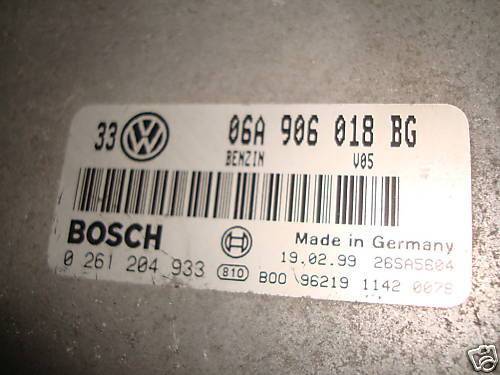 33 VW 06A 906 018 BG
BENZIN V05
BOSCH Made in Germany
19.02.99 26SA5604
0 261 204 933 810 B00 96219 1142 0078